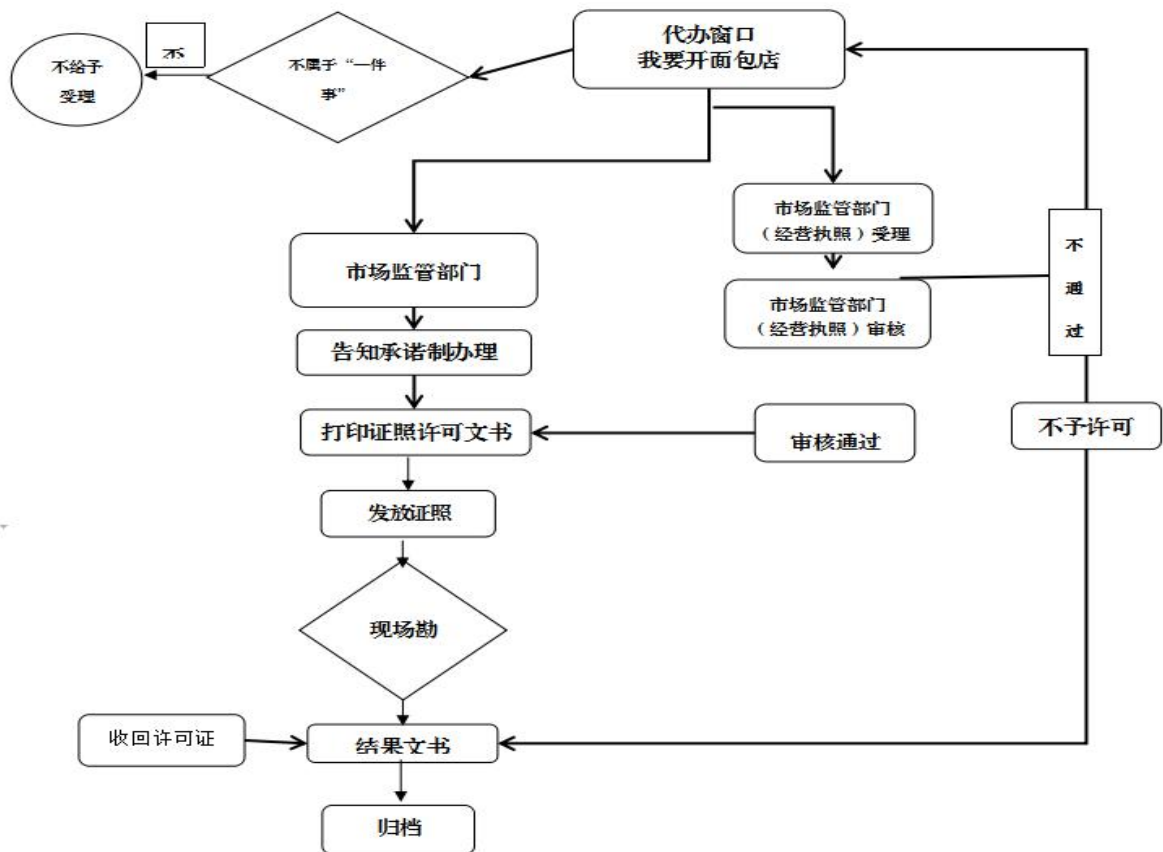 代办窗口
我要开面包店
不
不给予
受理
不属于“一件
事”
市场监管部门
（经营执照）受理
市场监管部门
市场监管部门
（经营执照）审核
不
通
过
告知承诺制办理
打印证照许可文书
审核通过
不予许可
发放证照
现场勘
收回许可证
结果文书
归档